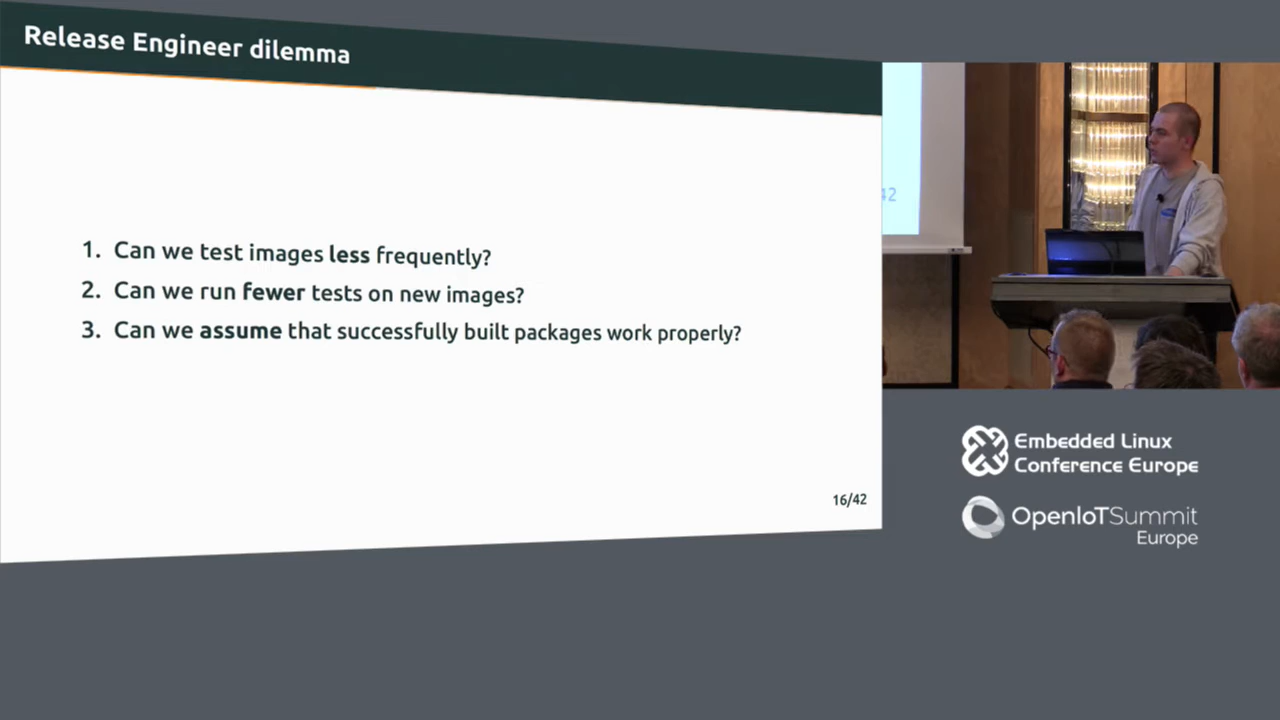 Release Engineer dilemma
1. Can we test images less frequently?
2. Can we run fewer tests on new images?
3. Can we assume that successfully built packages work properly?
16/42
42
Embedded Linux
Conference Europe
OpenIoTSummit
Europe